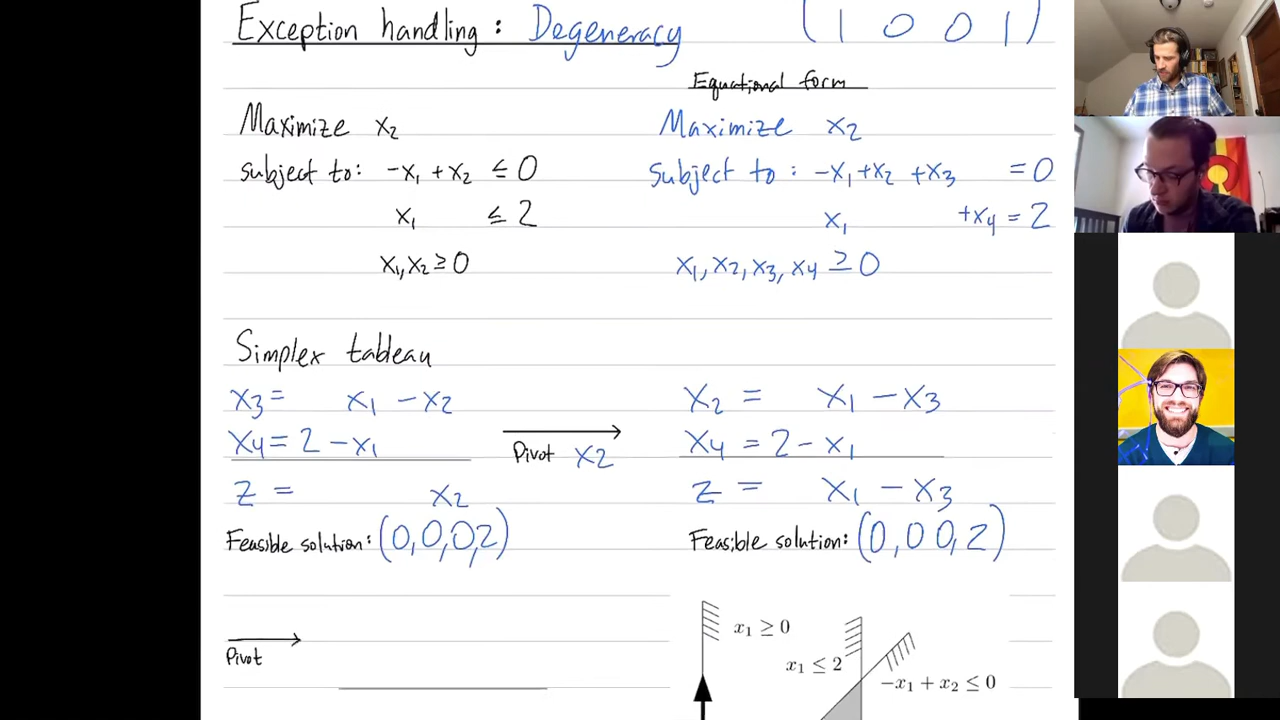 Exception handling: Degeneracy
( 1 0 0 1 )
Maximize x₂
subject to: -x₁ + x₂ ≤ 0
x₁ ≤ 2
x₁, x₂ ≥ 0
Equational form
Maximize x₂
subject to: -x₁ + x₂ + x₃ = 0
x₁ + x₄ = 2
x₁, x₂, x₃, x₄ ≥ 0
Simplex tableau
x₃ = x₁ - x₂
x₄ = 2 - x₁
z = x₂
Feasible solution: (0,0,0,2)
Pivot x2
x₂ = x₁ - x₃
x₄ = 2 - x₁
z = x₁ - x₃
Feasible solution: (0,0 0,2)
Pivot
x₁ ≥ 0
x₁ ≤ 2
-x₁ + x₂ ≤ 0